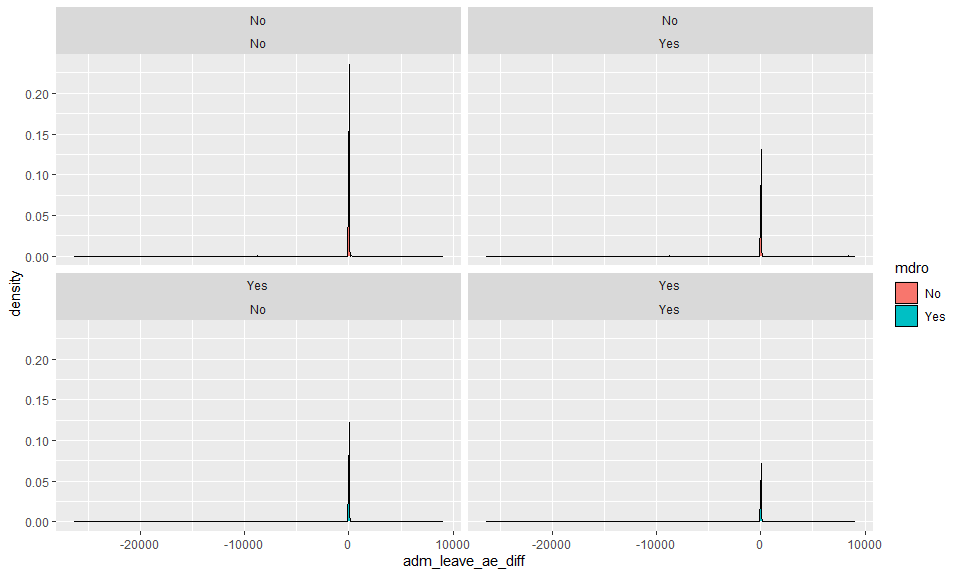 No
No
No
Yes
0.20
0.15
0.10
0.05
0.00
Yes
No
Yes
Yes
0.20
0.15
0.10
0.05
0.00
-20000
-10000
0
10000
-20000
-10000
0
10000
adm_leave_ae_diff
density
mdro
No
Yes